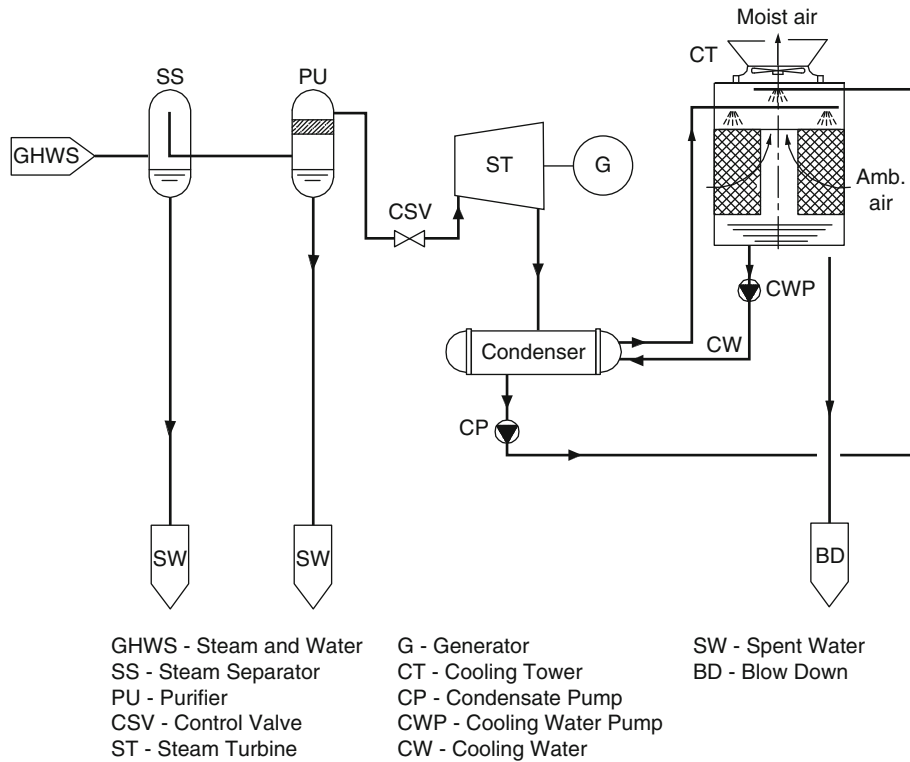 Moist air
CT
SS
PU
GHWS
ST
G
CSV
Amb.
air
CWP
CW
Condenser
CP
SW
SW
BD
GHWS - Steam and Water
SS - Steam Separator
PU - Purifier
CSV - Control Valve
ST - Steam Turbine
G - Generator
CT - Cooling Tower
CP - Condensate Pump
CWP - Cooling Water Pump
CW - Cooling Water
SW - Spent Water
BD - Blow Down